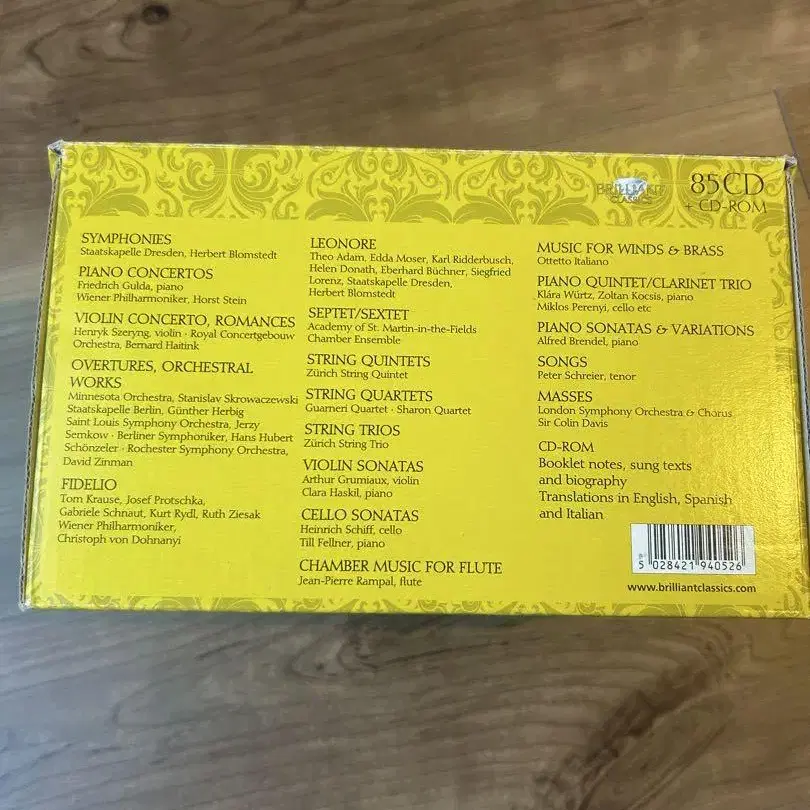 BRILLIANT
CLASSICS
85CD
+ CD-ROM
SYMPHONIES
Staatskapelle Dresden, Herbert Blomstedt
PIANO CONCERTOS
Friedrich Gulda, piano
Wiener Philharmoniker, Horst Stein
VIOLIN CONCERTO, ROMANCES
Henryk Szeryng, violin · Royal Concertgebouw
Orchestra, Bernard Haitink
OVERTURES, ORCHESTRAL
WORKS
Minnesota Orchestra, Stanislav Skrowaczewski
Staatskapelle Berlin, Günther Herbig
Saint Louis Symphony Orchestra, Jerzy
Semkow · Berliner Symphoniker, Hans Hubert
Schönzeler · Rochester Symphony Orchestra,
David Zinman
FIDELIO
Tom Krause, Josef Protschka,
Gabriele Schnaut, Kurt Rydl, Ruth Ziesak
Wiener Philharmoniker,
Christoph von Dohnanyi
LEONORE
Theo Adam, Edda Moser, Karl Ridderbusch,
Helen Donath, Eberhard Büchner, Siegfried
Lorenz, Staatskapelle Dresden,
Herbert Blomstedt
SEPTET/SEXTET
Academy of St. Martin-in-the-Fields
Chamber Ensemble
STRING QUINTETS
Zürich String Quintet
STRING QUARTETS
Guarneri Quartet · Sharon Quartet
STRING TRIOS
Zürich String Trio
VIOLIN SONATAS
Arthur Grumiaux, violin
Clara Haskil, piano
CELLO SONATAS
Heinrich Schiff, cello
Till Fellner, piano
CHAMBER MUSIC FOR FLUTE
Jean-Pierre Rampal, flute
MUSIC FOR WINDS & BRASS
Ottetto Italiano
PIANO QUINTET/CLARINET TRIO
Klára Würtz, Zoltan Kocsis, piano
Miklos Perenyi, cello etc
PIANO SONATAS & VARIATIONS
Alfred Brendel, piano
SONGS
Peter Schreier, tenor
MASSES
London Symphony Orchestra & Chorus
Sir Colin Davis
CD-ROM
Booklet notes, sung texts
and biography
Translations in English, Spanish
and Italian
5 028421 940526
www.brilliantclassics.com